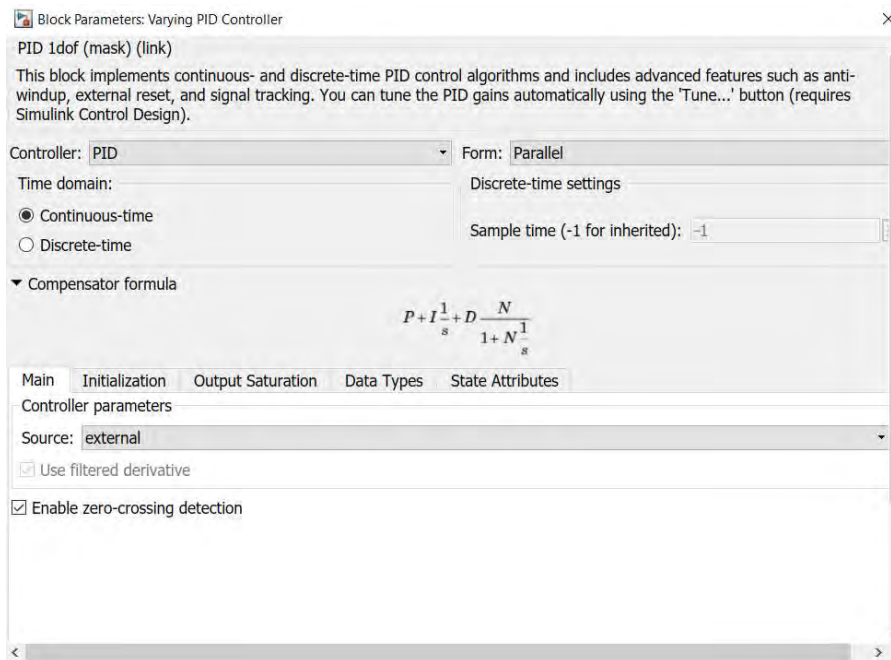 Block Parameters: Varying PID Controller
PID 1dof (mask) (link)
This block implements continuous- and discrete-time PID control algorithms and includes advanced features such as anti-
windup, external reset, and signal tracking. You can tune the PID gains automatically using the 'Tune...' button (requires
Simulink Control Design).
Controller: PID Form: Parallel
Time domain: Discrete-time settings
Continuous-time
Sample time (-1 for inherited): -1
Discrete-time
Compensator formula
P + I 1/s + D N/(1 + N 1/s)
Main Initialization Output Saturation Data Types State Attributes
Controller parameters
Source: external
Use filtered derivative
Enable zero-crossing detection